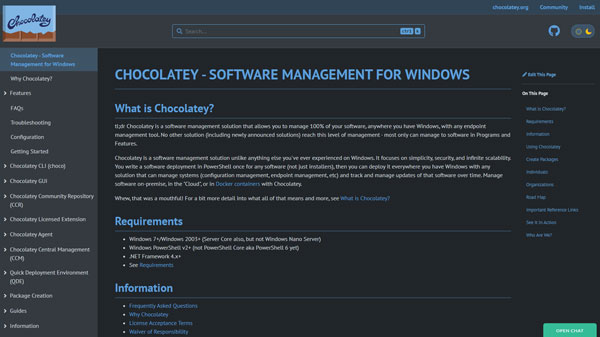 chocolatey.org Community Install
Chocolatey
Search...
CTRL K
Chocolatey - Software
Management for Windows
Why Chocolatey?
Features
FAQs
Troubleshooting
Configuration
Getting Started
Chocolatey CLI (choco)
Chocolatey GUI
Chocolatey Community Repository
(CCR)
Chocolatey Licensed Extension
Chocolatey Agent
Chocolatey Central Management
(CCM)
Quick Deployment Environment
(QDE)
Package Creation
Guides
Information
CHOCOLATEY - SOFTWARE MANAGEMENT FOR WINDOWS
What is Chocolatey?
tl;dr Chocolatey is a software management solution that allows you to manage 100% of your software, anywhere you have Windows, with any endpoint
management tool. No other solution (including newly announced solutions) reach this level of management - most only can manage to software in Programs and
Features.
Chocolatey is a software management solution unlike anything else you've ever experienced on Windows. It focuses on simplicity, security, and infinite scalability.
You write a software deployment in PowerShell once for any software (not just installers), then you can deploy it everywhere you have Windows with any
solution that can manage systems (configuration management, endpoint management, etc) and track and manage updates of that software over time. Manage
software on-premise, in the "Cloud", or in Docker containers with Chocolatey.
Whew, that was a mouthful! For a bit more detail into what all of that means and more, see What is Chocolatey?
Requirements
Windows 7+/Windows 2003+ (Server Core also, but not Windows Nano Server)
Windows PowerShell v2+ (not PowerShell Core aka PowerShell 6 yet)
.NET Framework 4.x+
See Requirements
Information
Frequently Asked Questions
Why Chocolatey
License Acceptance Terms
Waiver of Responsibility
Edit This Page
On This Page
What is Chocolatey?
Requirements
Information
Using Chocolatey
Create Packages
Individuals
Organizations
Road Map
Important Reference Links
See It In Action
Who Are We?
OPEN CHAT